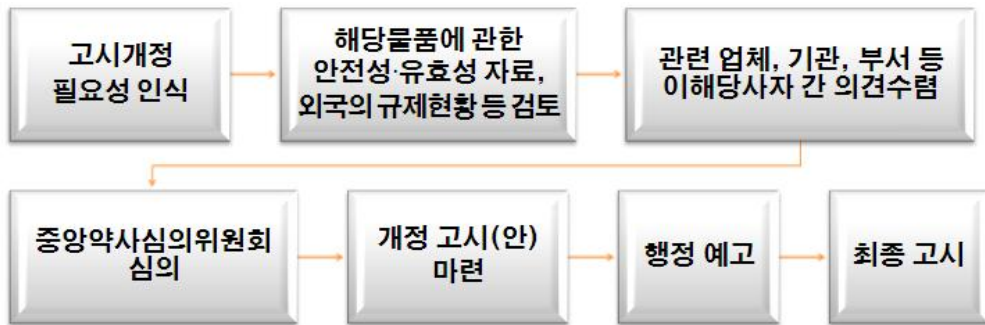 고시개정
필요성 인식
해당물품에 관한
안전성·유효성 자료,
외국의 규제현황 등 검토
관련 업체, 기관, 부서 등
이해당사자 간 의견수렴
중앙약사심의위원회
심의
개정 고시(안)
마련
행정 예고
최종 고시